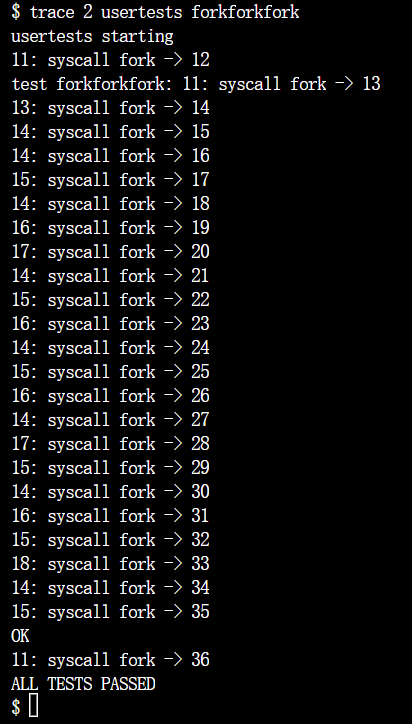 $ trace 2 usertests forkforkfork
usertests starting
11: syscall fork -> 12
test forkforkfork: 11: syscall fork -> 13
13: syscall fork -> 14
14: syscall fork -> 15
14: syscall fork -> 16
15: syscall fork -> 17
14: syscall fork -> 18
16: syscall fork -> 19
17: syscall fork -> 20
14: syscall fork -> 21
15: syscall fork -> 22
16: syscall fork -> 23
14: syscall fork -> 24
15: syscall fork -> 25
16: syscall fork -> 26
14: syscall fork -> 27
17: syscall fork -> 28
15: syscall fork -> 29
14: syscall fork -> 30
16: syscall fork -> 31
15: syscall fork -> 32
18: syscall fork -> 33
14: syscall fork -> 34
15: syscall fork -> 35
OK
11: syscall fork -> 36
ALL TESTS PASSED
$